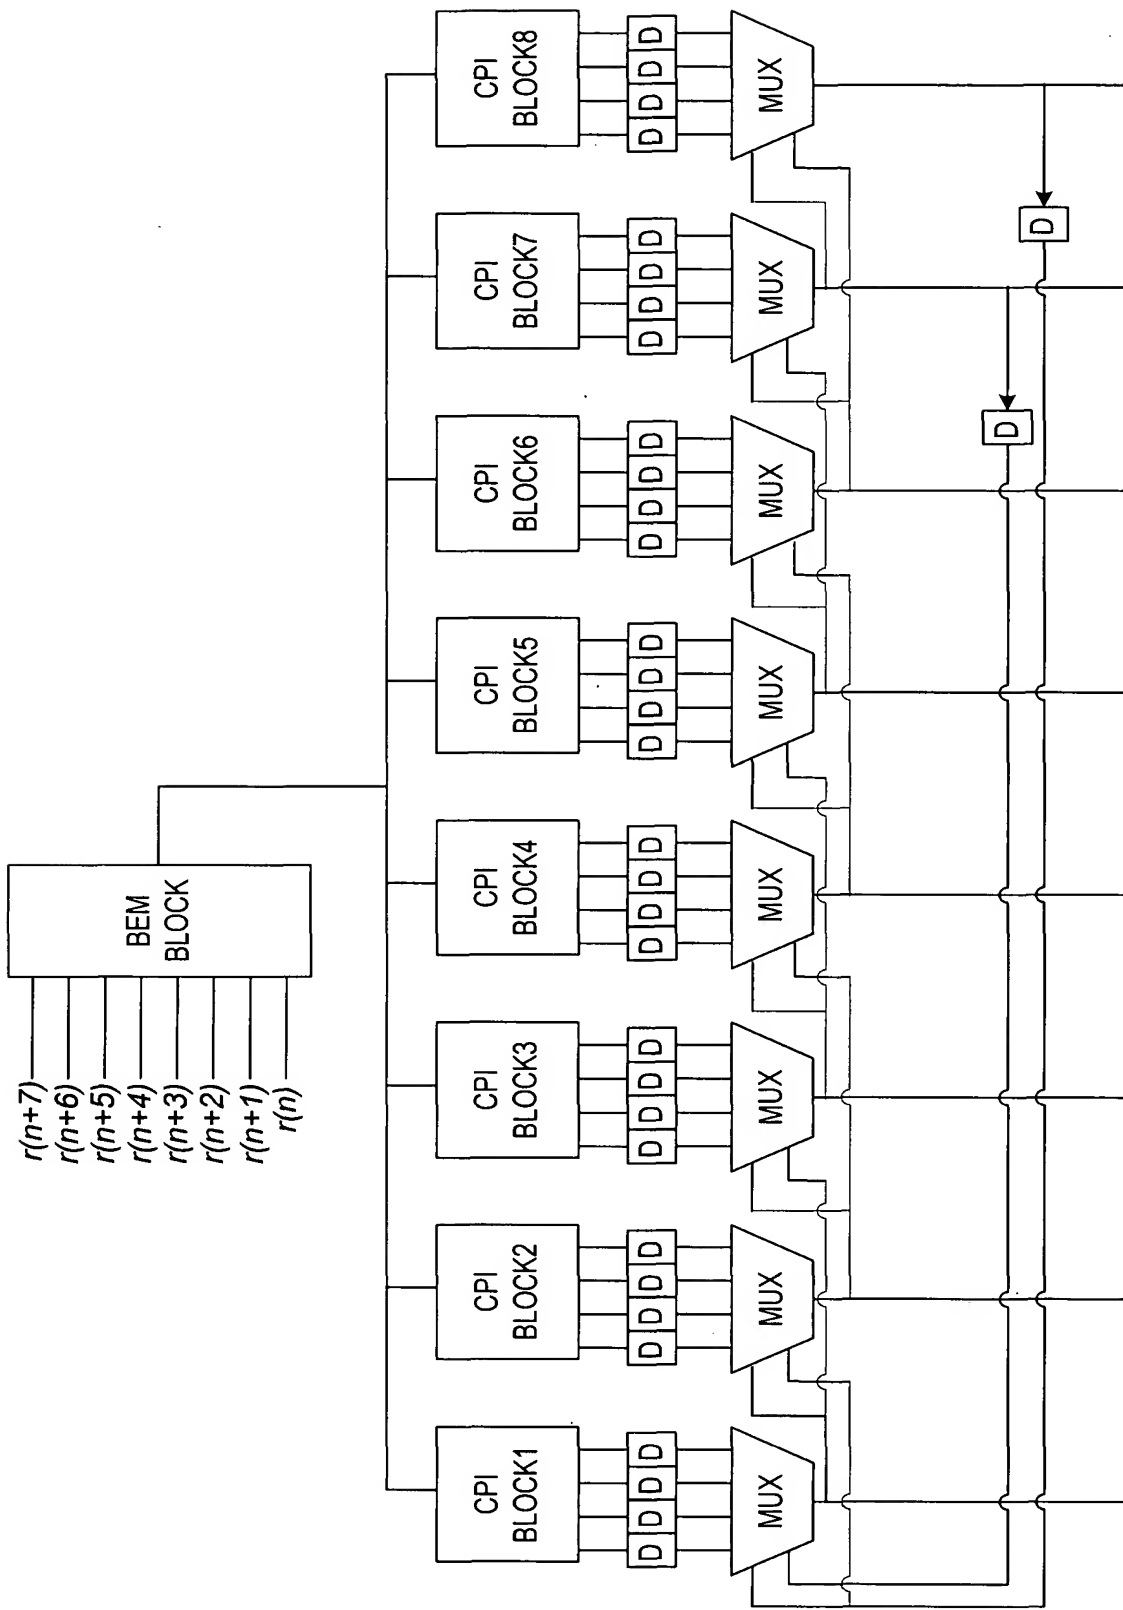 r(n+7)
r(n+6)
r(n+5)
r(n+4)
r(n+3)
r(n+2)
r(n+1)
r(n)
BEM
BLOCK
CPI
BLOCK1
CPI
BLOCK2
CPI
BLOCK3
CPI
BLOCK4
CPI
BLOCK5
CPI
BLOCK6
CPI
BLOCK7
CPI
BLOCK8
D D D D
D D D D
D D D D
D D D D
D D D D
D D D D
D D D D
D D D D
MUX
MUX
MUX
MUX
MUX
MUX
MUX
MUX
D
D